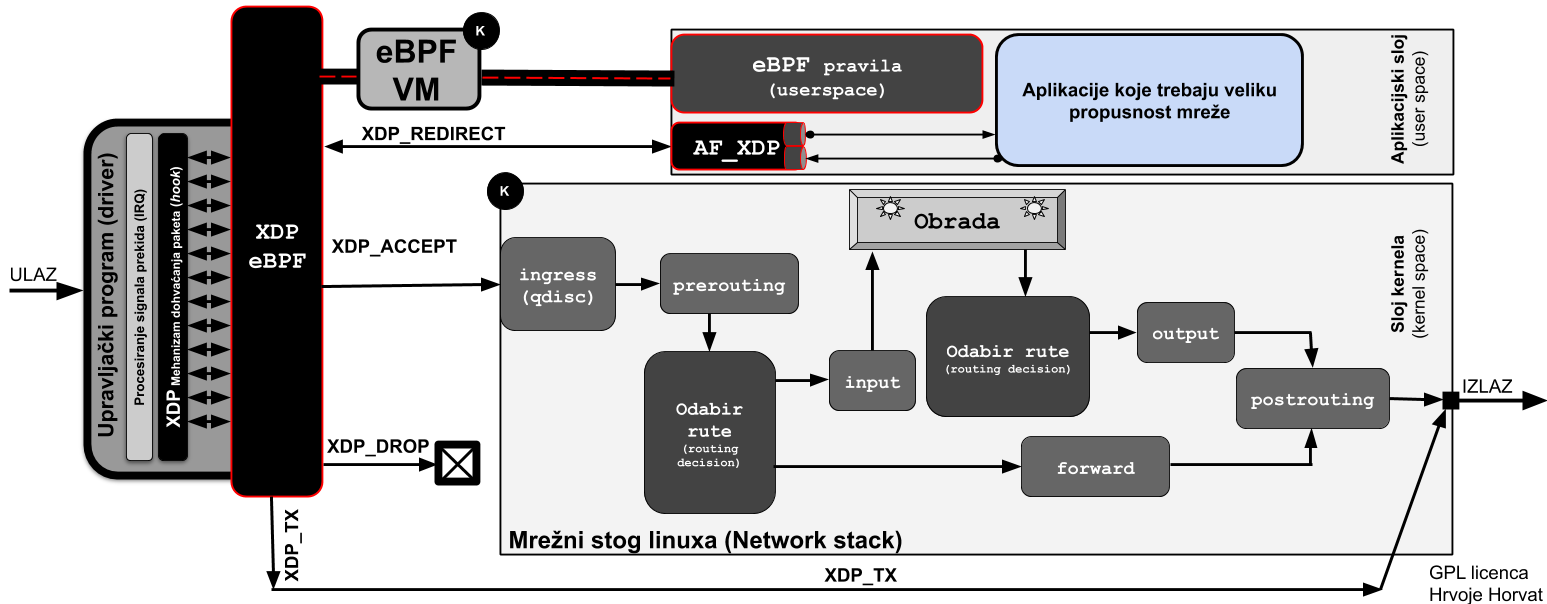 K
eBPF
VM
eBPF pravila
(userspace)
Aplikacije koje trebaju veliku
propusnost mreže
Aplikacijski sloj
(user space)
XDP_REDIRECT
AF_XDP
Upravljački program (driver)
Procesiranje signala prekida (IRQ)
XDP Mehanizam dohvaćanja paketa (hook)
XDP
eBPF
ULAZ
XDP_ACCEPT
K
ingress
(qdisc)
prerouting
Obrada
Odabir
rute
(routing
decision)
input
Odabir rute
(routing decision)
output
postrouting
forward
Sloj kernela
(kernel space)
IZLAZ
XDP_DROP
Mrežni stog linuxa (Network stack)
XDP_TX
XDP_TX
GPL licenca
Hrvoje Horvat